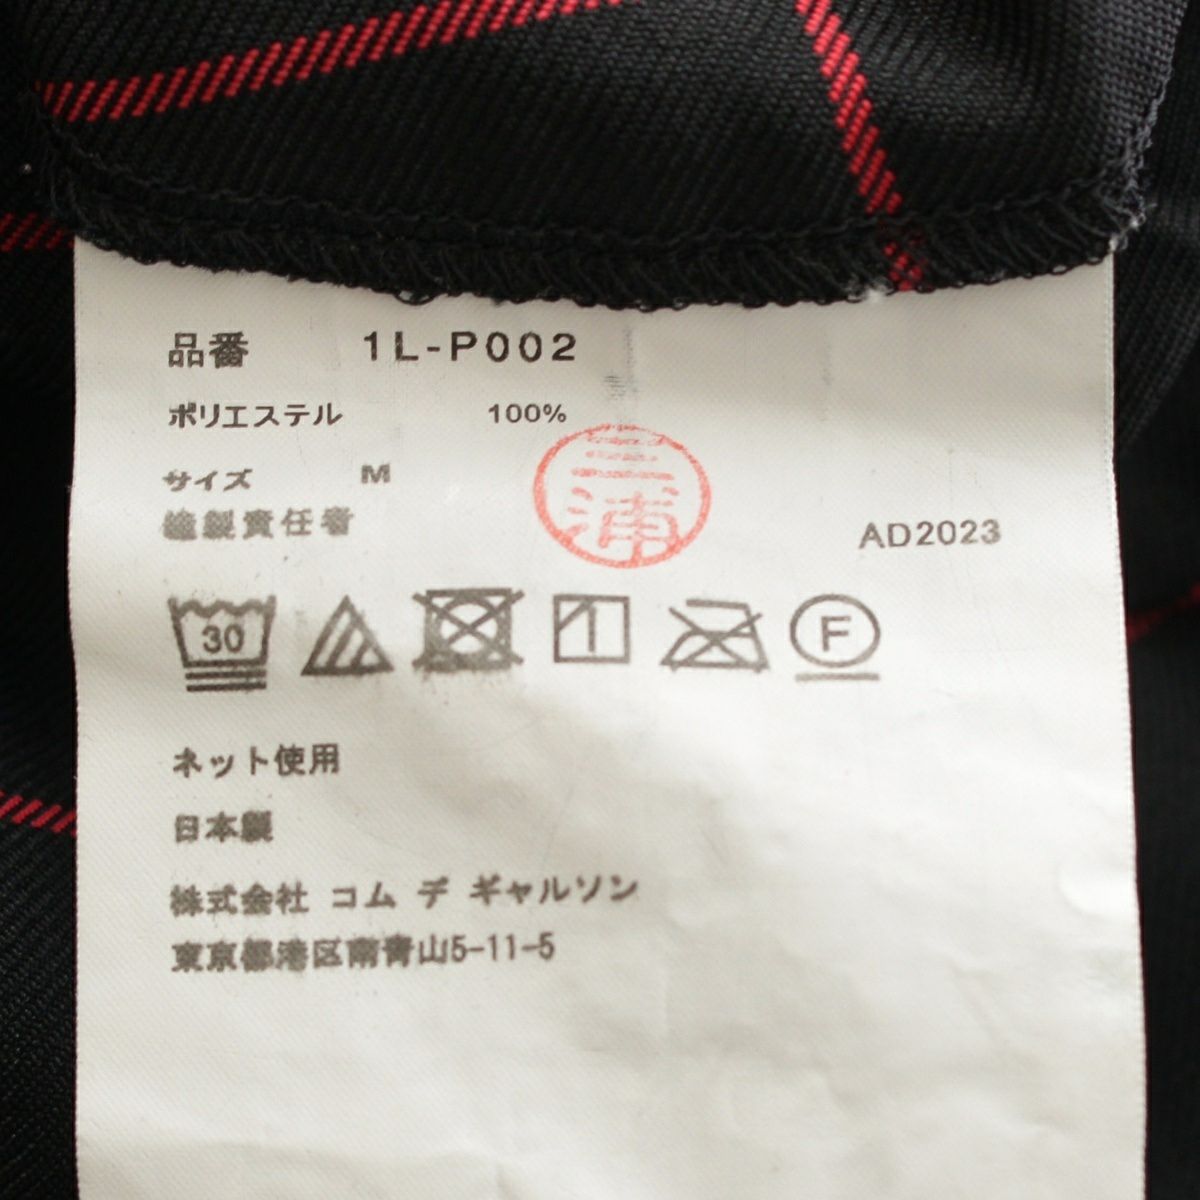 品番 1L-P002
ポリエステル 100%
サイズ M
縫製責任者
三浦
AD2023
30 F
ネット使用
日本製
株式会社 コム デ ギャルソン
東京都港区南青山5-11-5